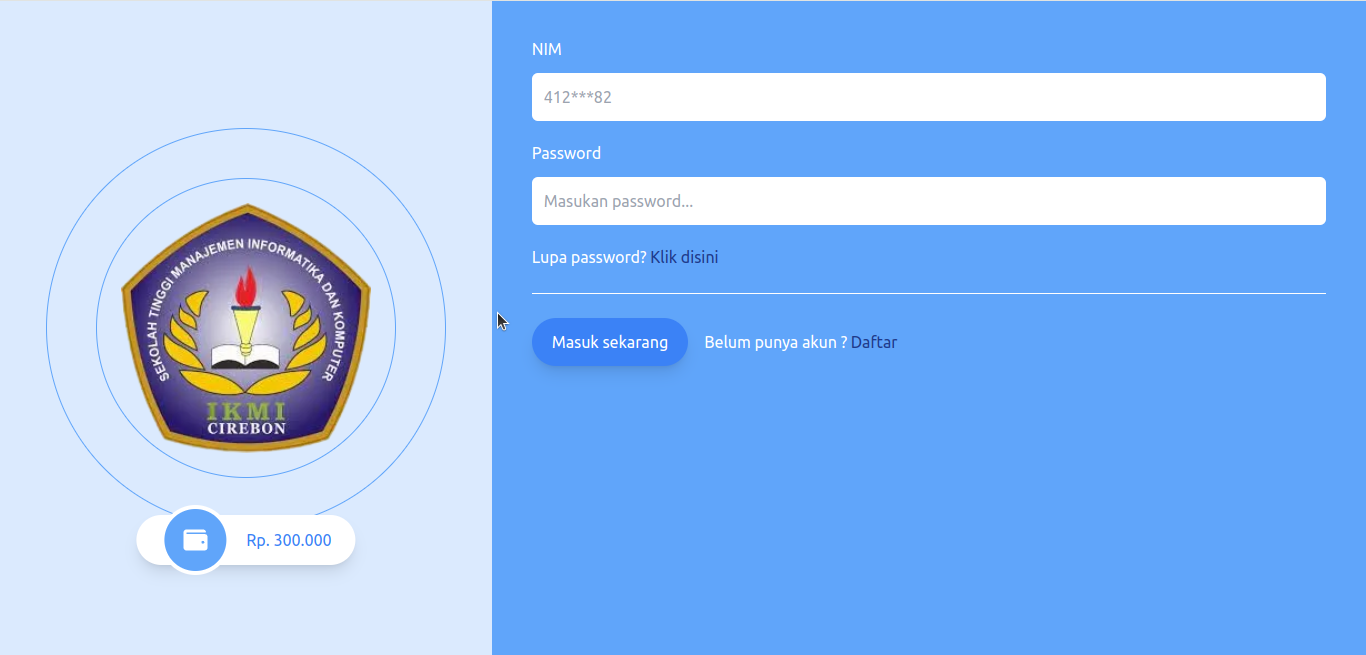 SEKOLAH TINGGI MANAJEMEN INFORMATIKA DAN KOMPUTER
IKMI
CIREBON
Rp. 300.000
NIM
412***82
Password
Masukan password...
Lupa password? Klik disini
Masuk sekarang
Belum punya akun ? Daftar